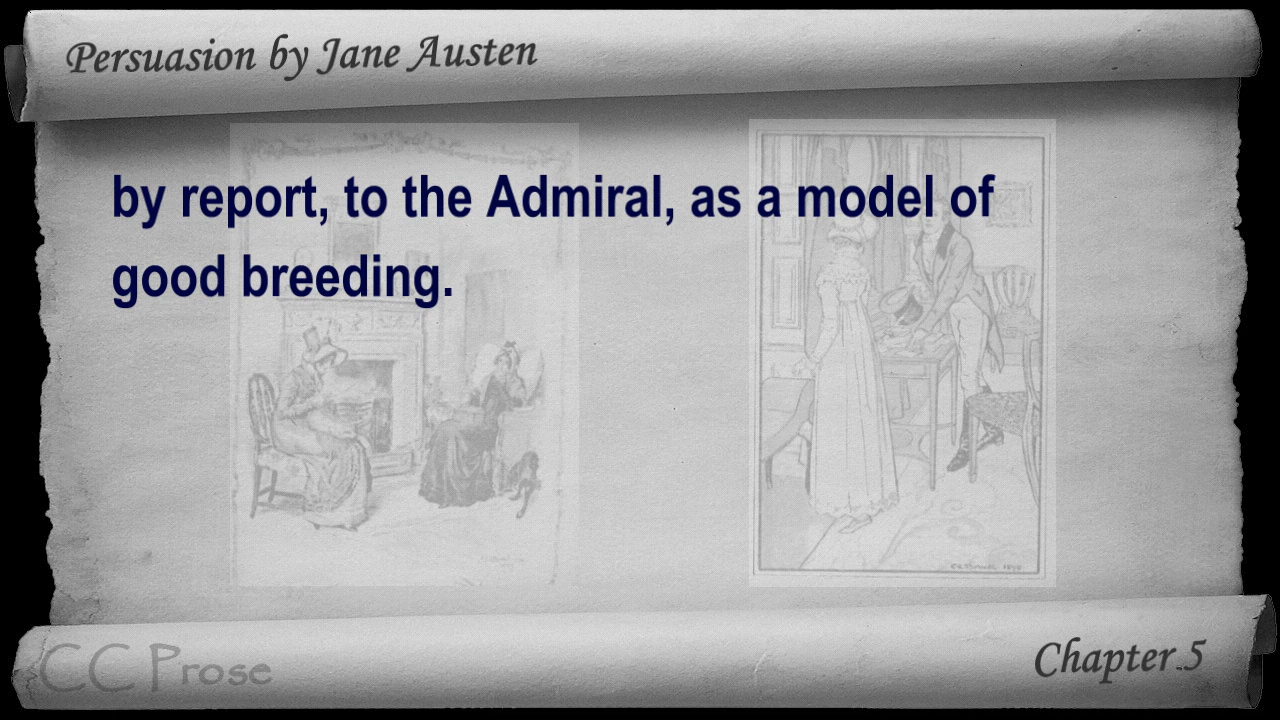 Persuasion by Jane Austen
by report, to the Admiral, as a model of
good breeding.
CC Prose
Chapter 5